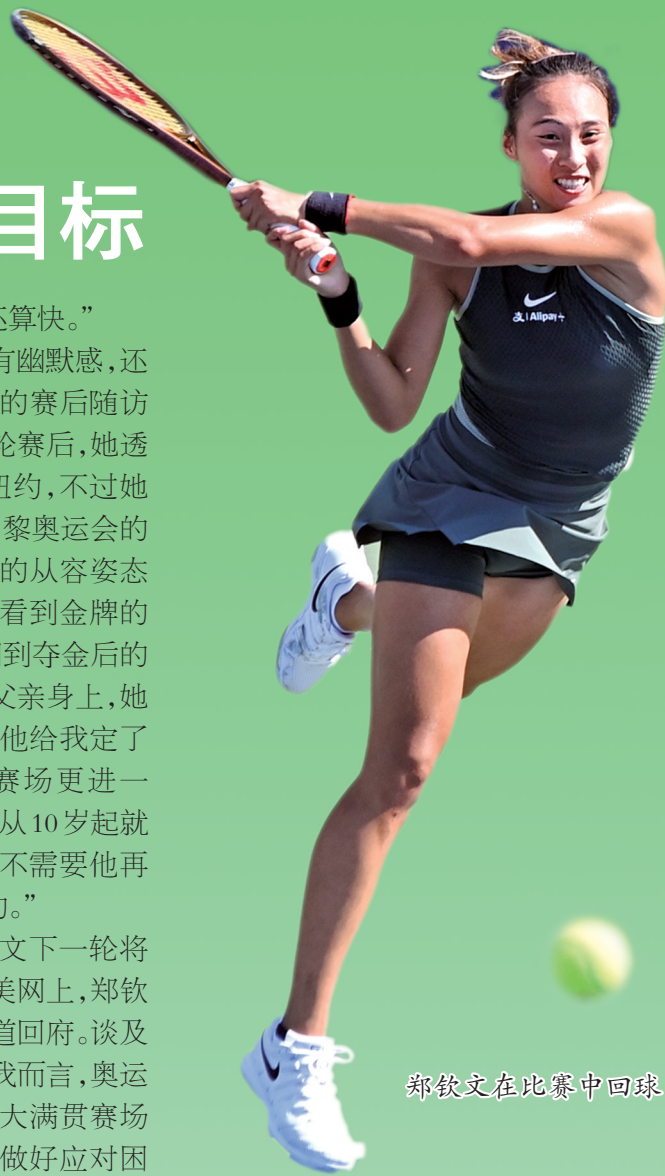 目标
还算快。”
有幽默感,还
的赛后随访
轮赛后,她透
纽约,不过她
黎奥运会的
的从容姿态
看到金牌的
回到夺金后的
父亲身上,她
他给我定了
赛场更进一
从10岁起就
不需要他再
的。”
文下一轮将
美网上,郑钦
道回府。谈及
我而言,奥运
大满贯赛场
做好应对困
支 Alipay+
郑钦文在比赛中回球